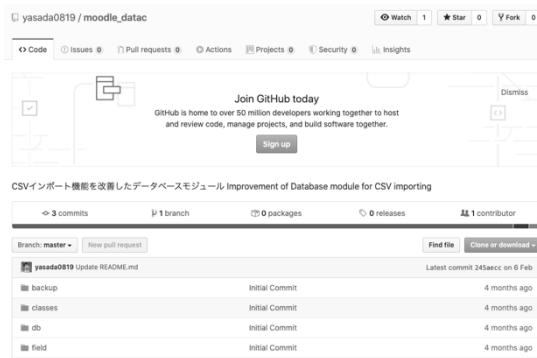 yasada0819 / moodle_datac
Watch 1 Star 0 Fork 0
Code Issues 0 Pull requests 0 Actions Projects 0 Security 0 Insights
Join GitHub today
Dismiss
GitHub is home to over 50 million developers working together to host
and review code, manage projects, and build software together.
Sign up
CSVインポート機能を改善したデータベースモジュール Improvement of Database module for CSV importing
3 commits 1 branch 0 packages 0 releases 1 contributor
Branch: master New pull request Find file Clone or download
yasada0819 Update README.md Latest commit 245aecc on 6 Feb
backup Initial Commit 4 months ago
classes Initial Commit 4 months ago
db Initial Commit 4 months ago
field Initial Commit 4 months ago